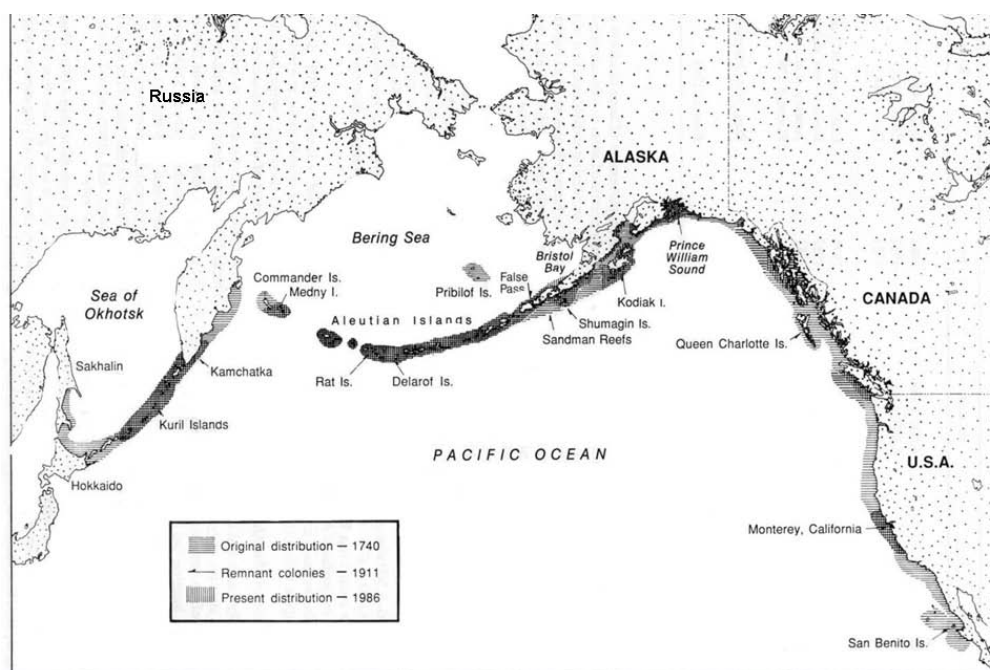 Russia
ALASKA
Bering Sea
Bristol
Bay
Prince
William
Sound
False
Pass
Commander Is.
Medny I.
Pribilof Is.
Kodiak I.
CANADA
Sea of
Okhotsk
Aleutian Islands
Shumagin Is.
Sandman Reefs
Queen Charlotte Is.
Sakhalin
Kamchatka
Rat Is.
Delarof Is.
Kuril Islands
PACIFIC OCEAN
U.S.A.
Hokkaido
Monterey, California
Original distribution — 1740
Remnant colonies — 1911
Present distribution — 1986
San Benito Is.